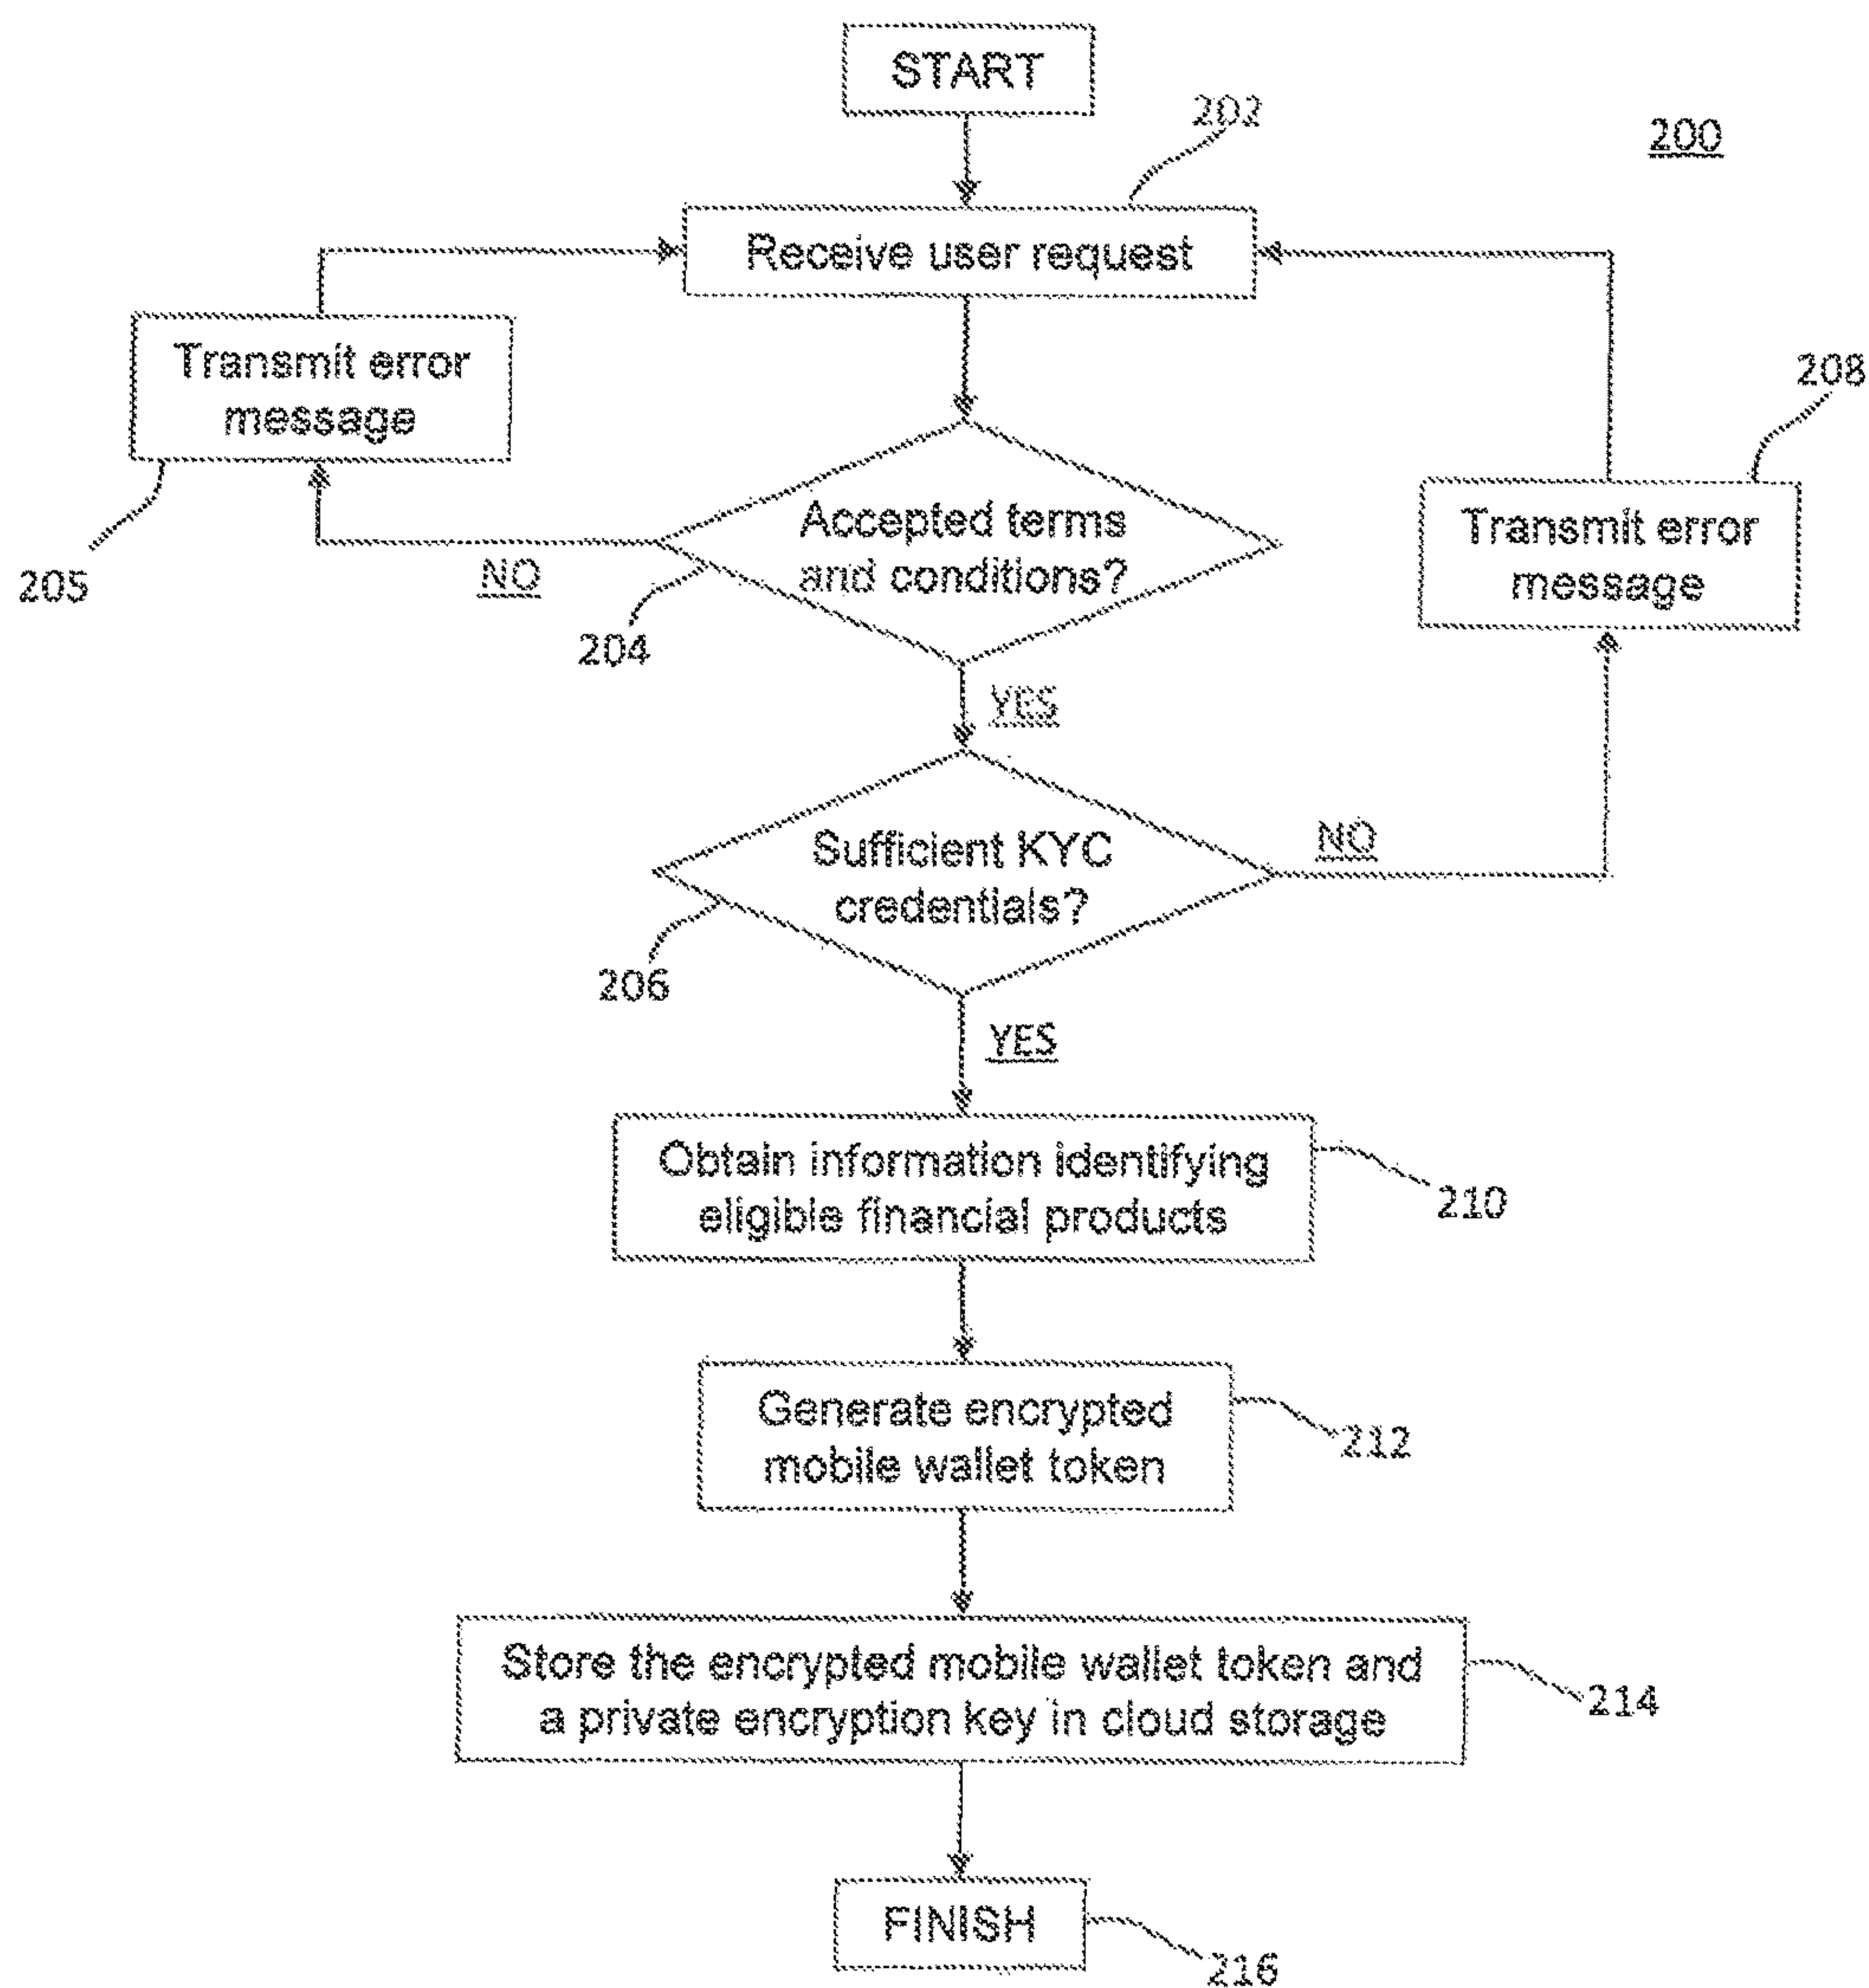 START
202
200
Receive user request
Transmit error
message
208
Accepted terms
and conditions?
Transmit error
message
205
NO
204
YES
Sufficient KYC
credentials?
NO
206
YES
Obtain information identifying
eligible financial products
210
Generate encrypted
mobile wallet token
212
Store the encrypted mobile wallet token and
a private encryption key in cloud storage
214
FINISH
216